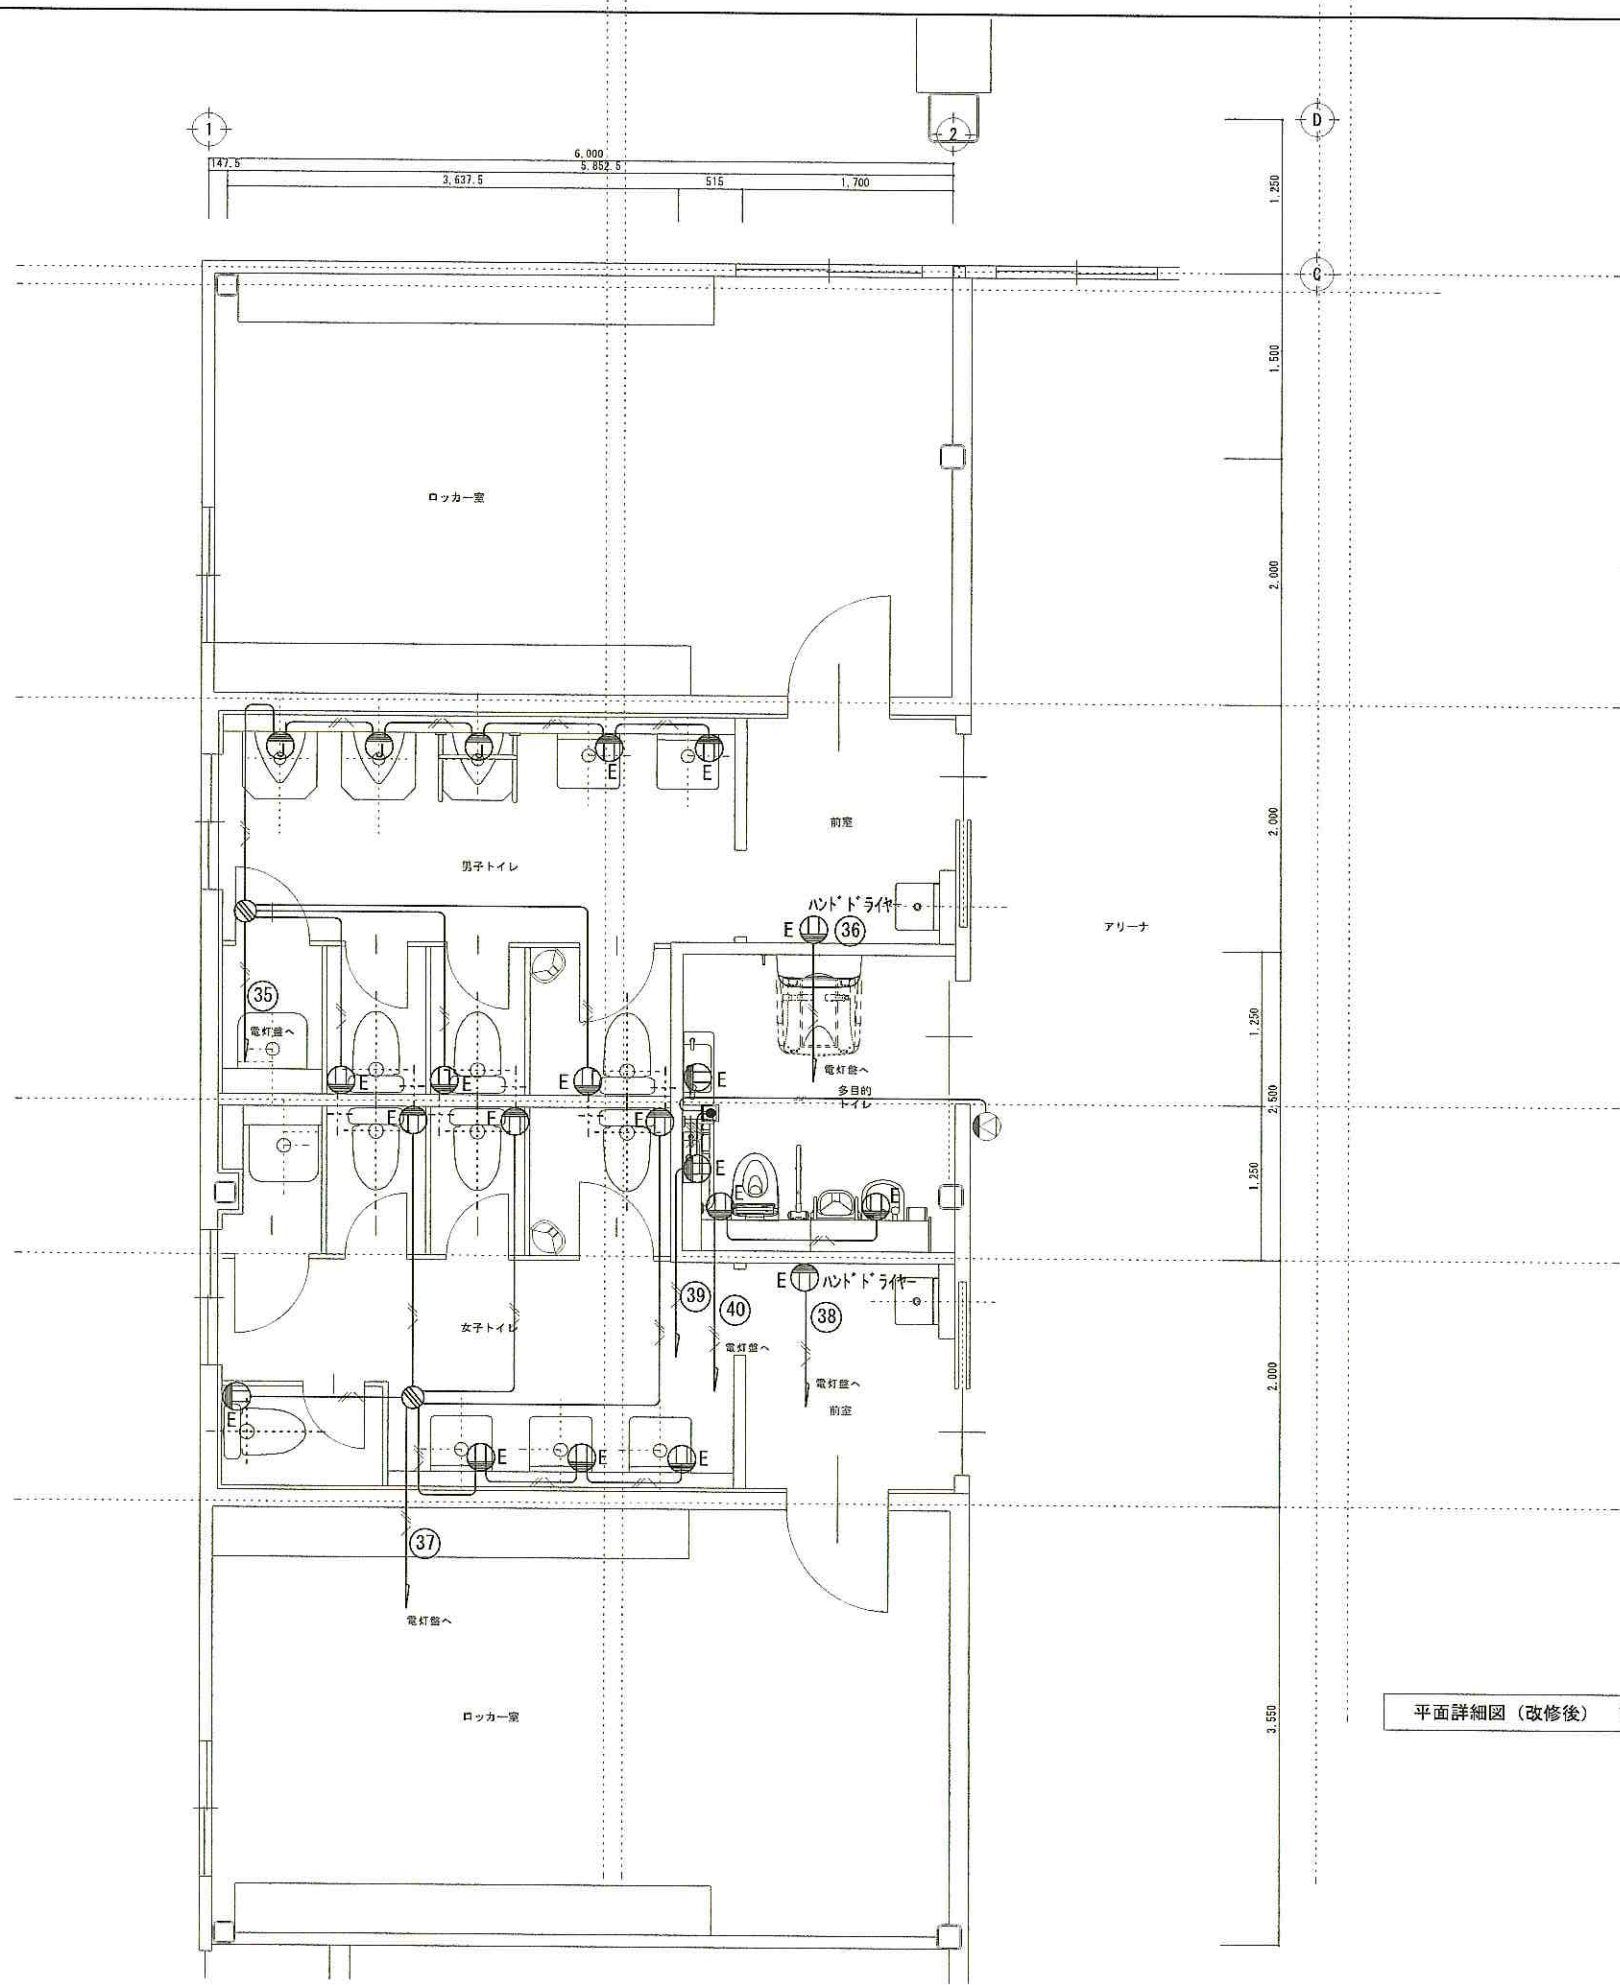 1
2
D
6,000
147.5
5,852.5
3,637.5
515
1,700
1,250
C
1,500
ロッカー室
2,000
J
J
J
E
E
前室
2,000
男子トイレ
ハンドドライヤー
E
36
アリーナ
35
電灯盤へ
1,250
電灯盤へ
E
E
E
E
多目的
トイレ
2,500
E
E
E
E
1,250
E
E
E
39
E
ハンドドライヤー
40
38
女子トイレ
電灯盤へ
2,000
電灯盤へ
前室
E
E
E
E
37
電灯盤へ
ロッカー室
3,550
平面詳細図（改修後）